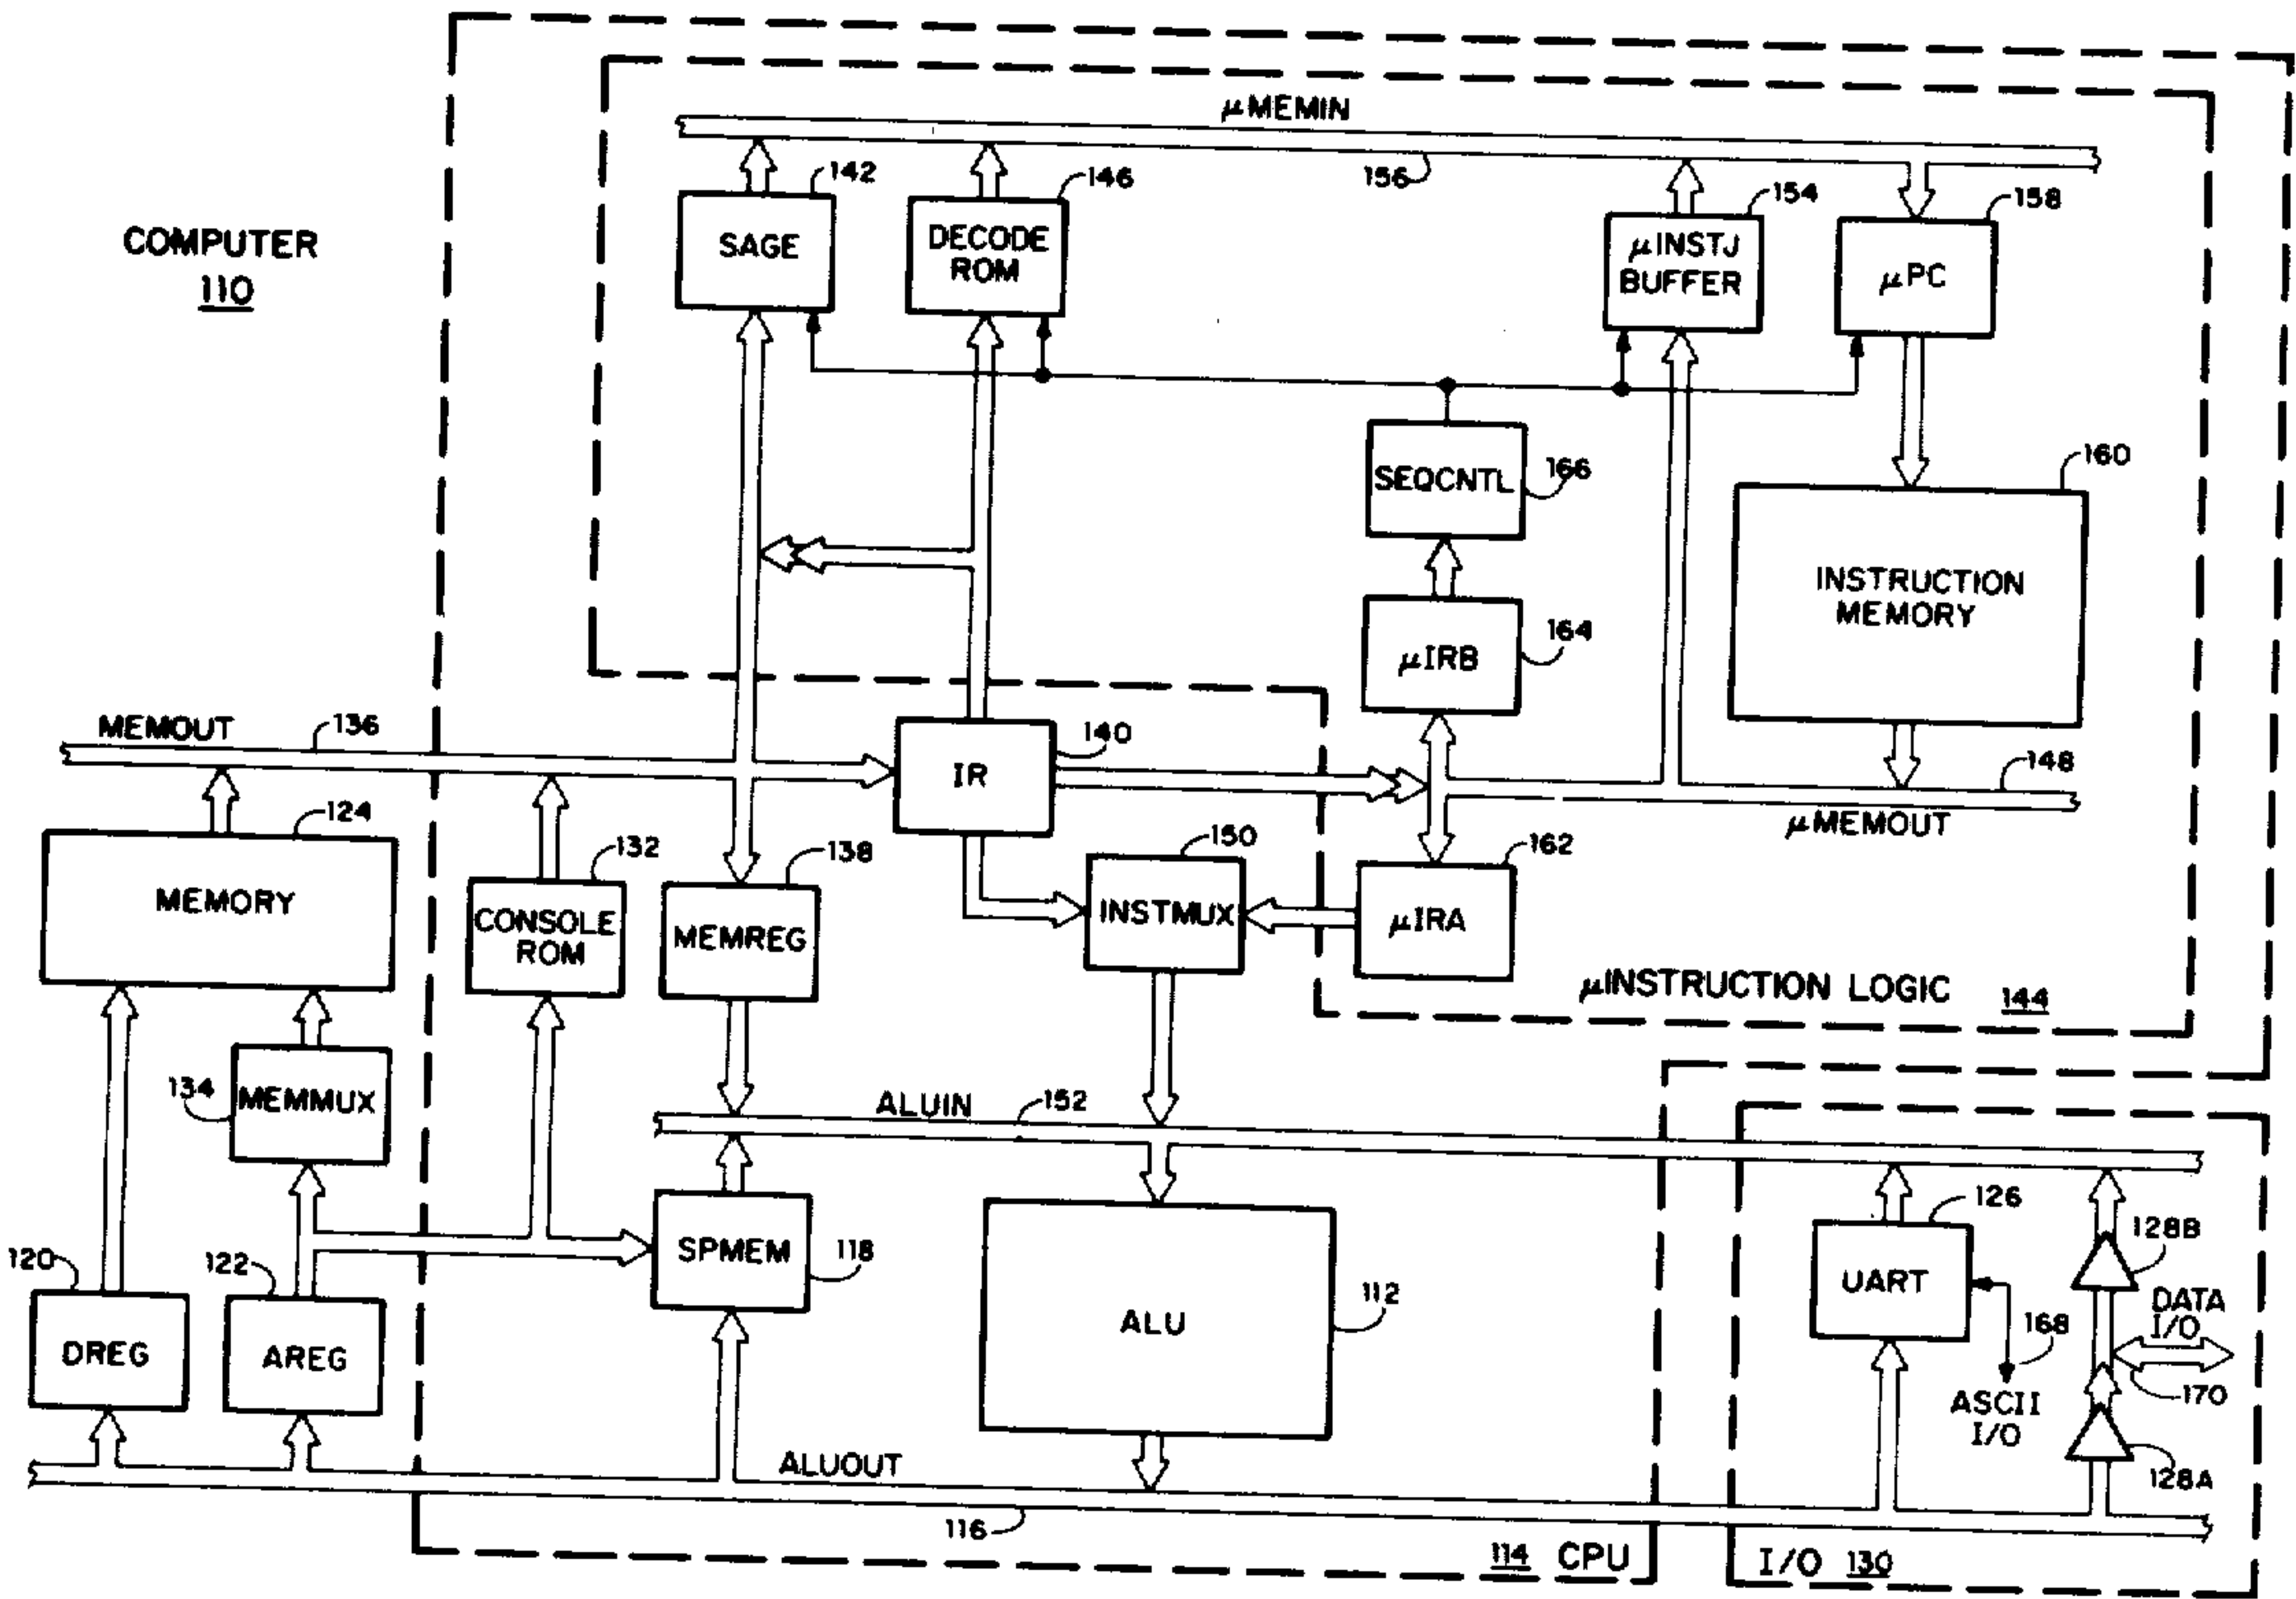 μMEMIN
142
146
156
154
158
COMPUTER
110
SAGE
DECODE
ROM
μINSTJ
BUFFER
μPC
SEQCNTL
166
160
INSTRUCTION
MEMORY
μIRB
164
MEMOUT
136
140
IR
148
μMEMOUT
124
132
138
150
162
MEMORY
CONSOLE
ROM
MEMREG
INSTMUX
μIRA
μINSTRUCTION LOGIC 144
134
MEMMUX
ALUIN
152
126
128B
120
122
SPMEM
118
UART
DATA
I/O
112
168
DREG
AREG
ALU
170
ASCII
I/O
ALUOUT
128A
116
114 CPU
I/O 130